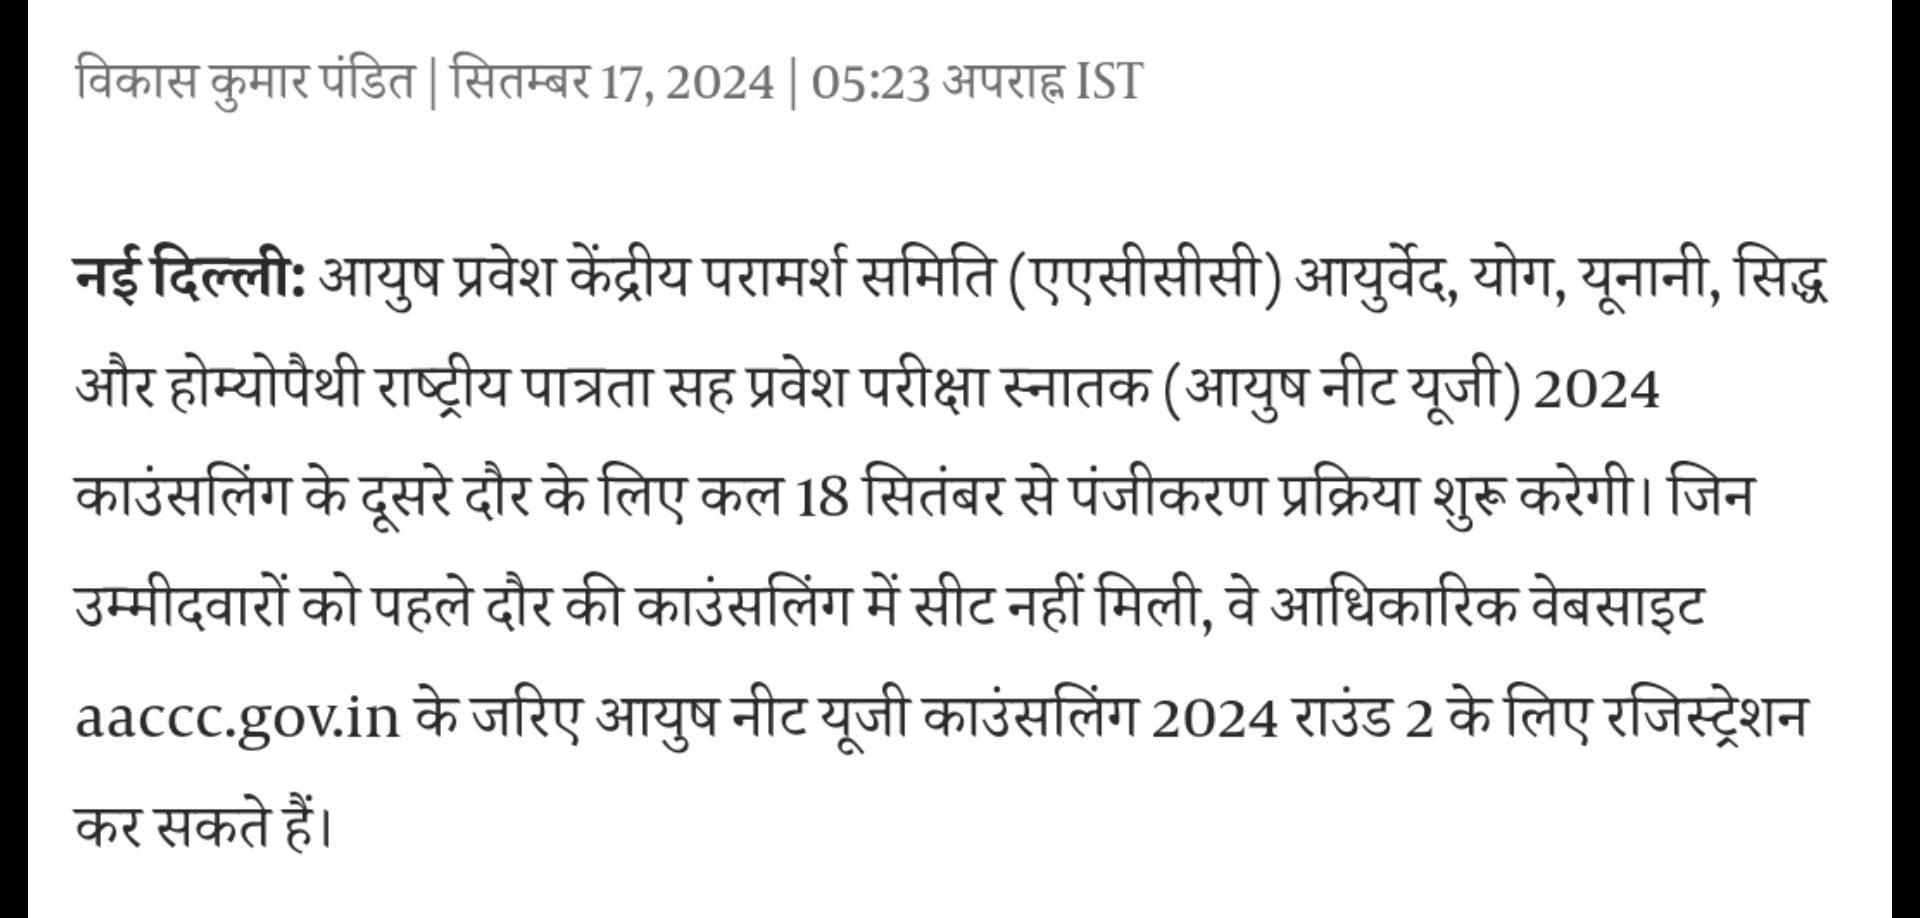 विकास कुमार पंडित | सितम्बर 17, 2024 | 05:23 अपराह्न IST
नई दिल्ली: आयुष प्रवेश केंद्रीय परामर्श समिति (एएसीसीसी) आयुर्वेद, योग, यूनानी, सिद्ध
और होम्योपैथी राष्ट्रीय पात्रता सह प्रवेश परीक्षा स्नातक (आयुष नीट यूजी) 2024
काउंसलिंग के दूसरे दौर के लिए कल 18 सितंबर से पंजीकरण प्रक्रिया शुरू करेगी। जिन
उम्मीदवारों को पहले दौर की काउंसलिंग में सीट नहीं मिली, वे आधिकारिक वेबसाइट
aaccc.gov.in के जरिए आयुष नीट यूजी काउंसलिंग 2024 राउंड 2 के लिए रजिस्ट्रेशन
कर सकते हैं।